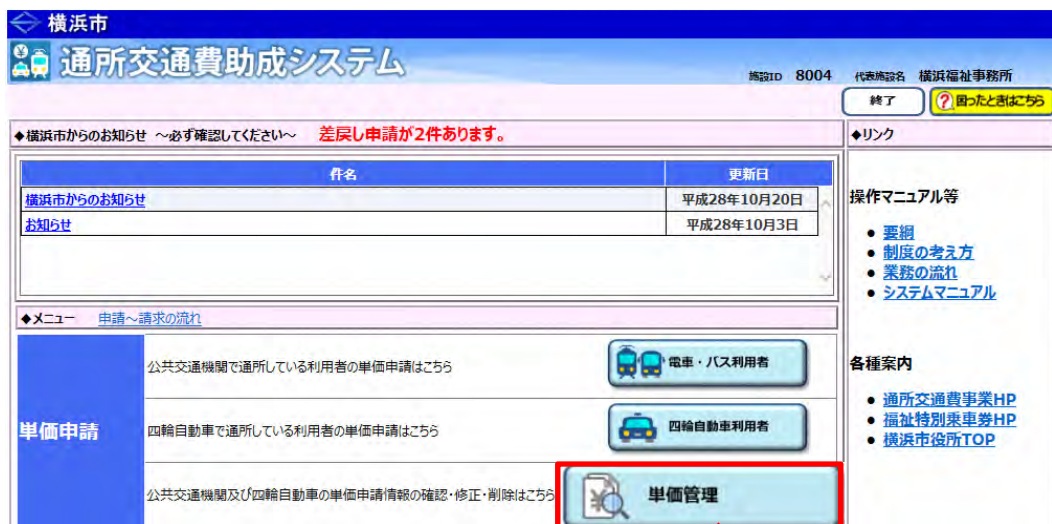 横浜市
通所交通費助成システム
施設ID 8004 代表施設名 横浜福祉事務所
終了 ?困ったときはこちら
◆横浜市からのお知らせ ～必ず確認してください～ 差戻し申請が2件あります。
◆リンク
件名 更新日
横浜市からのお知らせ 平成28年10月20日
お知らせ 平成28年10月3日
操作マニュアル等
● 要綱
● 制度の考え方
● 業務の流れ
● システムマニュアル
◆メニュー 申請～請求の流れ
単価申請
公共交通機関で通所している利用者の単価申請はこちら 電車・バス利用者
四輪自動車で通所している利用者の単価申請はこちら 四輪自動車利用者
公共交通機関及び四輪自動車の単価申請情報の確認・修正・削除はこちら 単価管理
各種案内
● 通所交通費事業HP
● 福祉特別乗車券HP
● 横浜市役所TOP